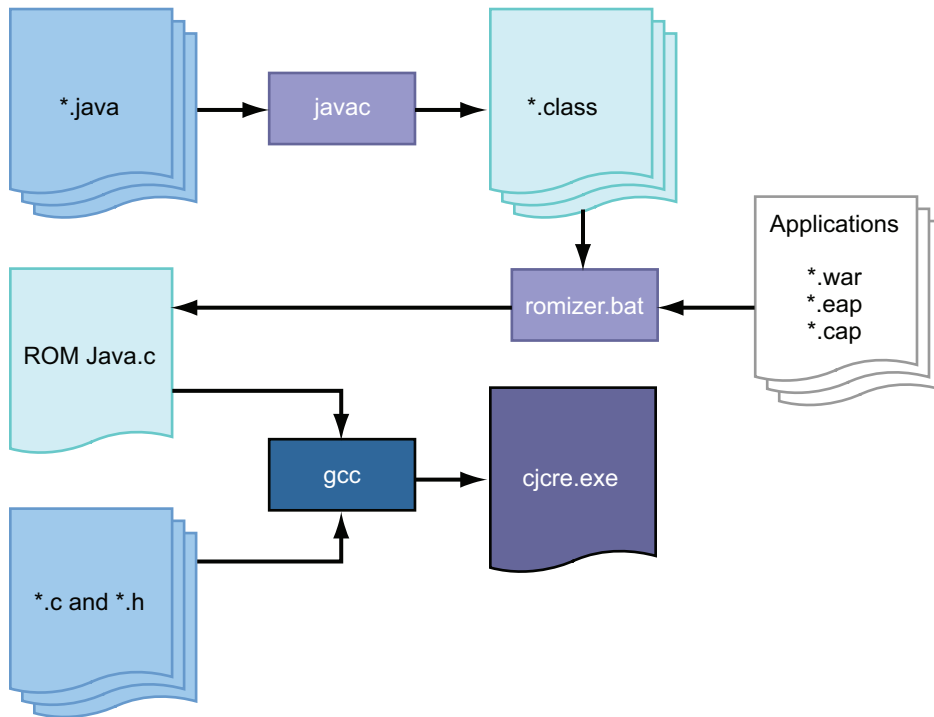 *.java
javac
*.class
Applications
*.war
*.eap
*.cap
romizer.bat
ROM Java.c
gcc
cjcre.exe
*.c and *.h